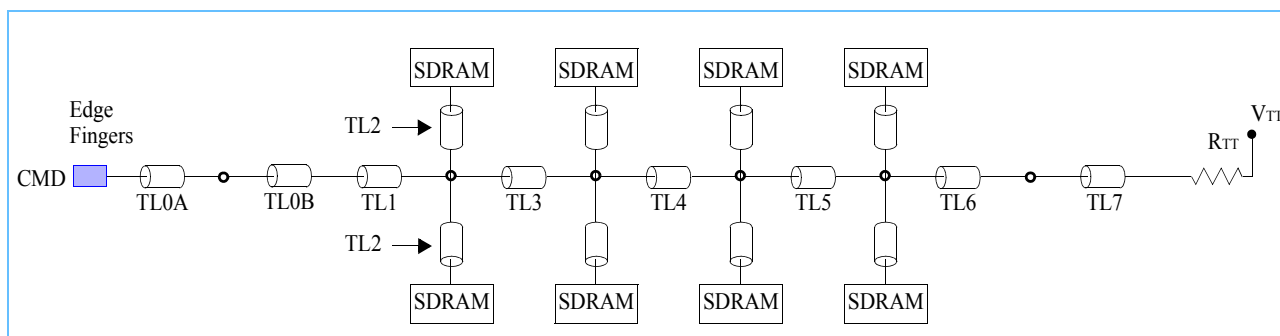 SDRAM SDRAM SDRAM SDRAM
Edge
Fingers
TL2
VTT
RTT
CMD
TL0A TL0B TL1 TL3 TL4 TL5 TL6 TL7
TL2
SDRAM SDRAM SDRAM SDRAM